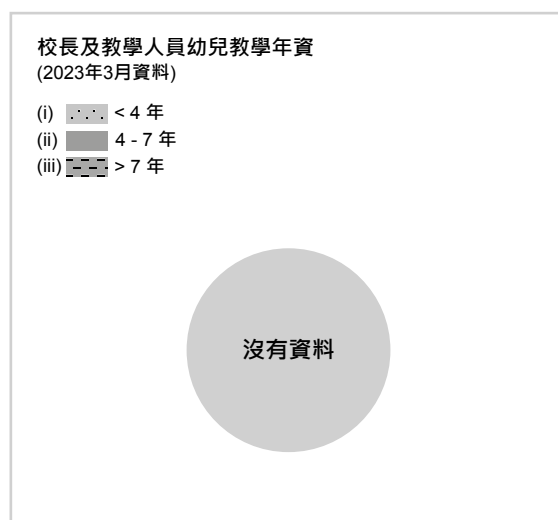 校長及教學人員幼兒教學年資
(2023年3月資料)
(i) < 4 年
(ii) 4 - 7 年
(iii) > 7 年
沒有資料